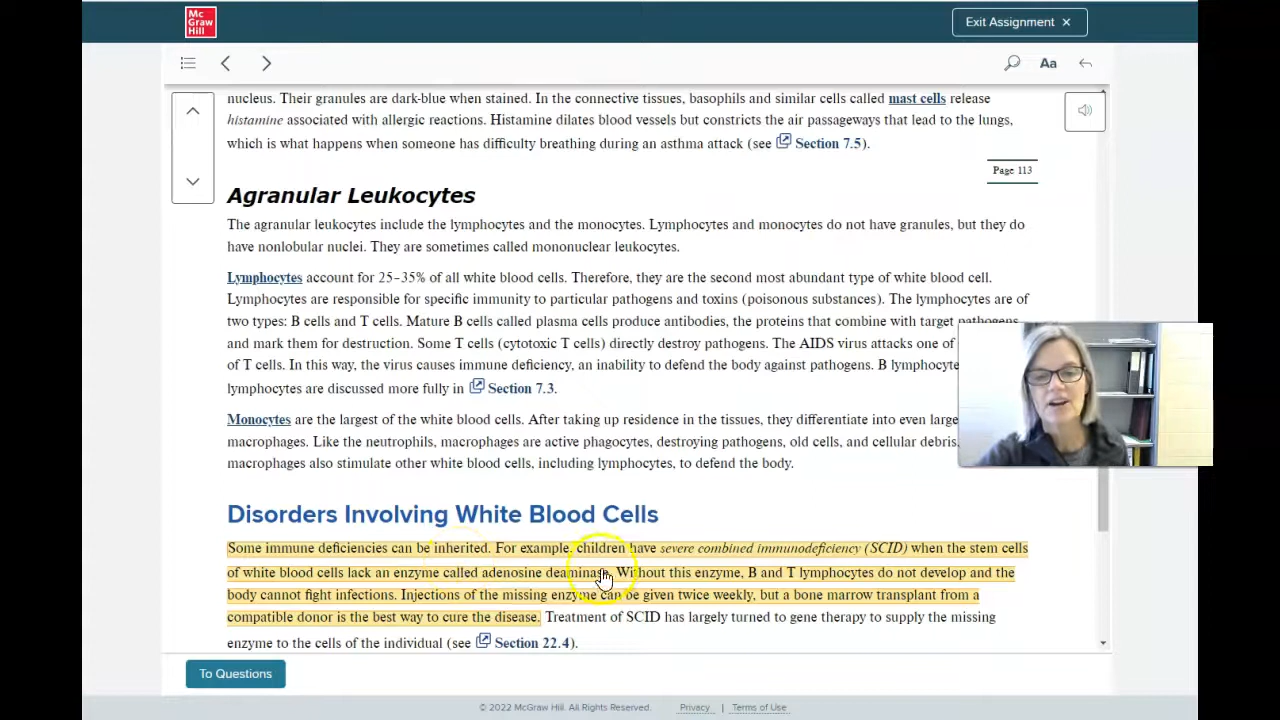 Mc
Graw
Hill
Exit Assignment ×
Aa
nucleus. Their granules are dark-blue when stained. In the connective tissues, basophils and similar cells called mast cells release
histamine associated with allergic reactions. Histamine dilates blood vessels but constricts the air passageways that lead to the lungs,
which is what happens when someone has difficulty breathing during an asthma attack (see Section 7.5).
Page 113
Agranular Leukocytes
The agranular leukocytes include the lymphocytes and the monocytes. Lymphocytes and monocytes do not have granules, but they do
have nonlobular nuclei. They are sometimes called mononuclear leukocytes.
Lymphocytes account for 25–35% of all white blood cells. Therefore, they are the second most abundant type of white blood cell.
Lymphocytes are responsible for specific immunity to particular pathogens and toxins (poisonous substances). The lymphocytes are of
two types: B cells and T cells. Mature B cells called plasma cells produce antibodies, the proteins that combine with target pathogens
and mark them for destruction. Some T cells (cytotoxic T cells) directly destroy pathogens. The AIDS virus attacks one of
of T cells. In this way, the virus causes immune deficiency, an inability to defend the body against pathogens. B lymphocyte
lymphocytes are discussed more fully in Section 7.3.
Monocytes are the largest of the white blood cells. After taking up residence in the tissues, they differentiate into even large
macrophages. Like the neutrophils, macrophages are active phagocytes, destroying pathogens, old cells, and cellular debris,
macrophages also stimulate other white blood cells, including lymphocytes, to defend the body.
Disorders Involving White Blood Cells
Some immune deficiencies can be inherited. For example, children have severe combined immunodeficiency (SCID) when the stem cells
of white blood cells lack an enzyme called adenosine deaminase. Without this enzyme, B and T lymphocytes do not develop and the
body cannot fight infections. Injections of the missing enzyme can be given twice weekly, but a bone marrow transplant from a
compatible donor is the best way to cure the disease. Treatment of SCID has largely turned to gene therapy to supply the missing
enzyme to the cells of the individual (see Section 22.4).
To Questions
© 2022 McGraw Hill. All Rights Reserved. Privacy | Terms of Use